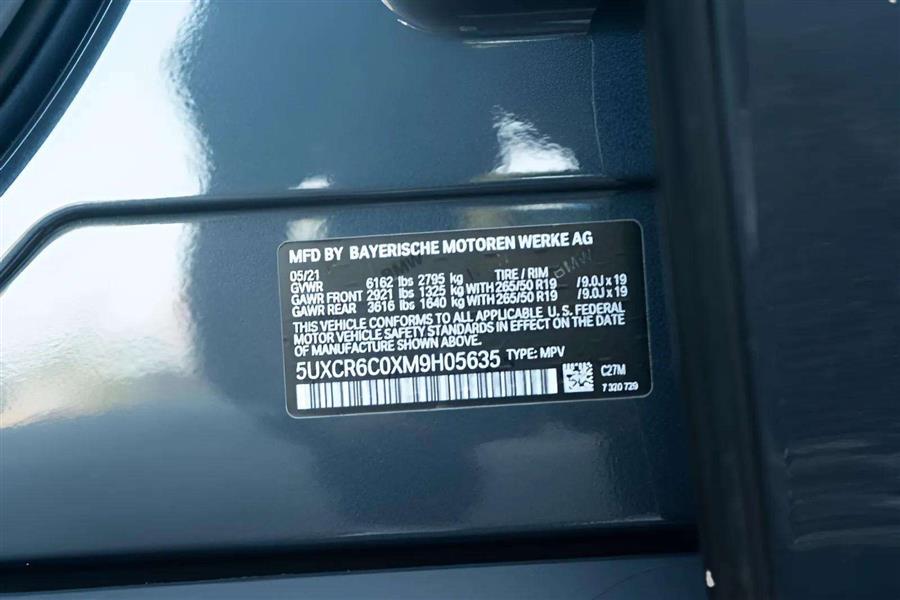 MFD BY BAYERISCHE MOTOREN WERKE AG
05/21 TIRE / RIM
GVWR 6162 lbs 2795 kg
GAWR FRONT 2921 lbs 1325 kg WITH 265/50 R19 / 9.0J x 19
GAWR REAR 3616 lbs 1640 kg WITH 265/50 R19 / 9.0J x 19
THIS VEHICLE CONFORMS TO ALL APPLICABLE U.S. FEDERAL
MOTOR VEHICLE SAFETY STANDARDS IN EFFECT ON THE DATE
OF MANUFACTURE SHOWN ABOVE.
5UXCR6C0XM9H05635 TYPE: MPV
C27M
7 320 729